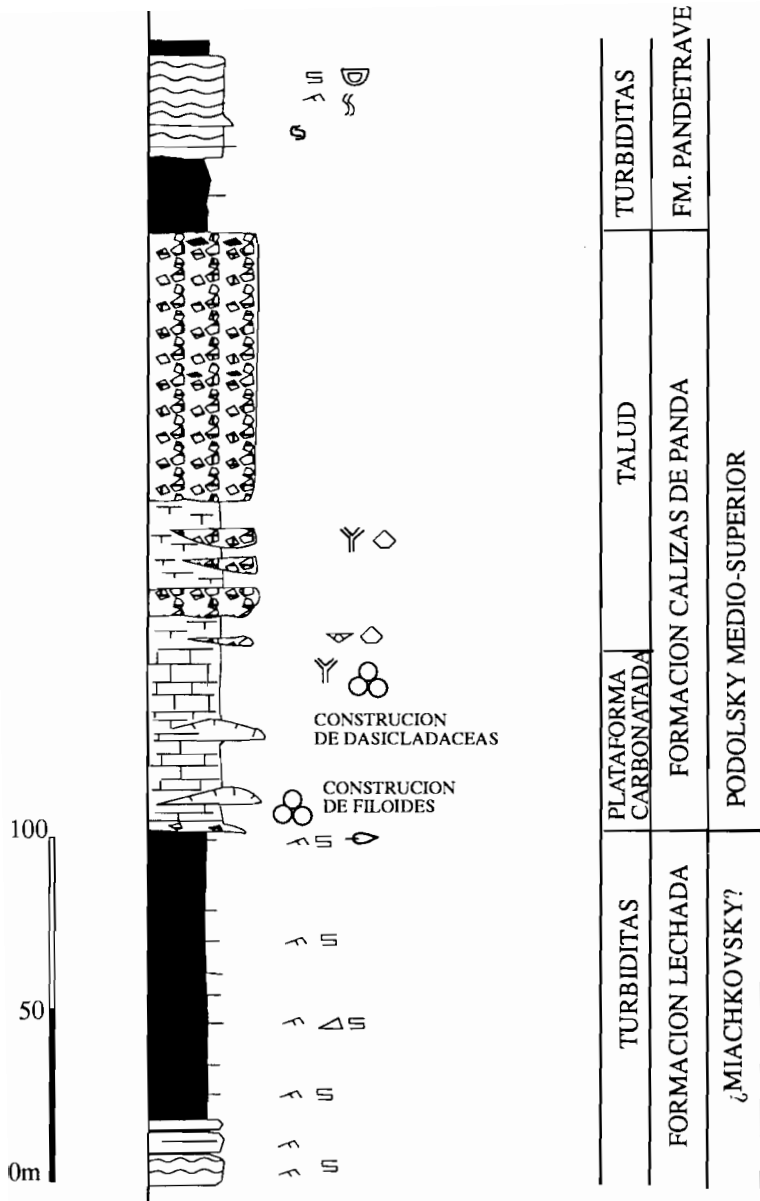 TURBIDITAS
FM. PANDETRAVE
TALUD
FORMACION CALIZAS DE PANDA
PODOLSKY MEDIO-SUPERIOR
PLATAFORMA
CARBONATADA
CONSTRUCION
DE DASICLADACEAS
CONSTRUCION
DE FILOIDES
100
50
0m
TURBIDITAS
FORMACION LECHADA
¿MIACHKOVSKY?